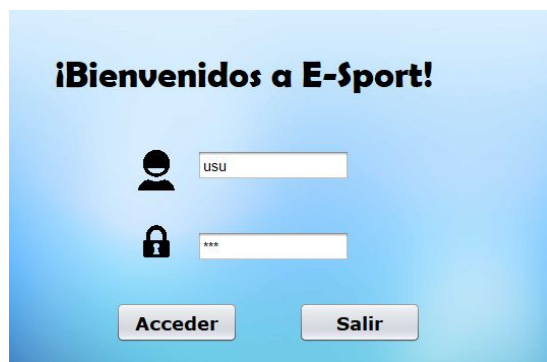 ¡Bienvenidos a E-Sport!
usu
***
Acceder Salir